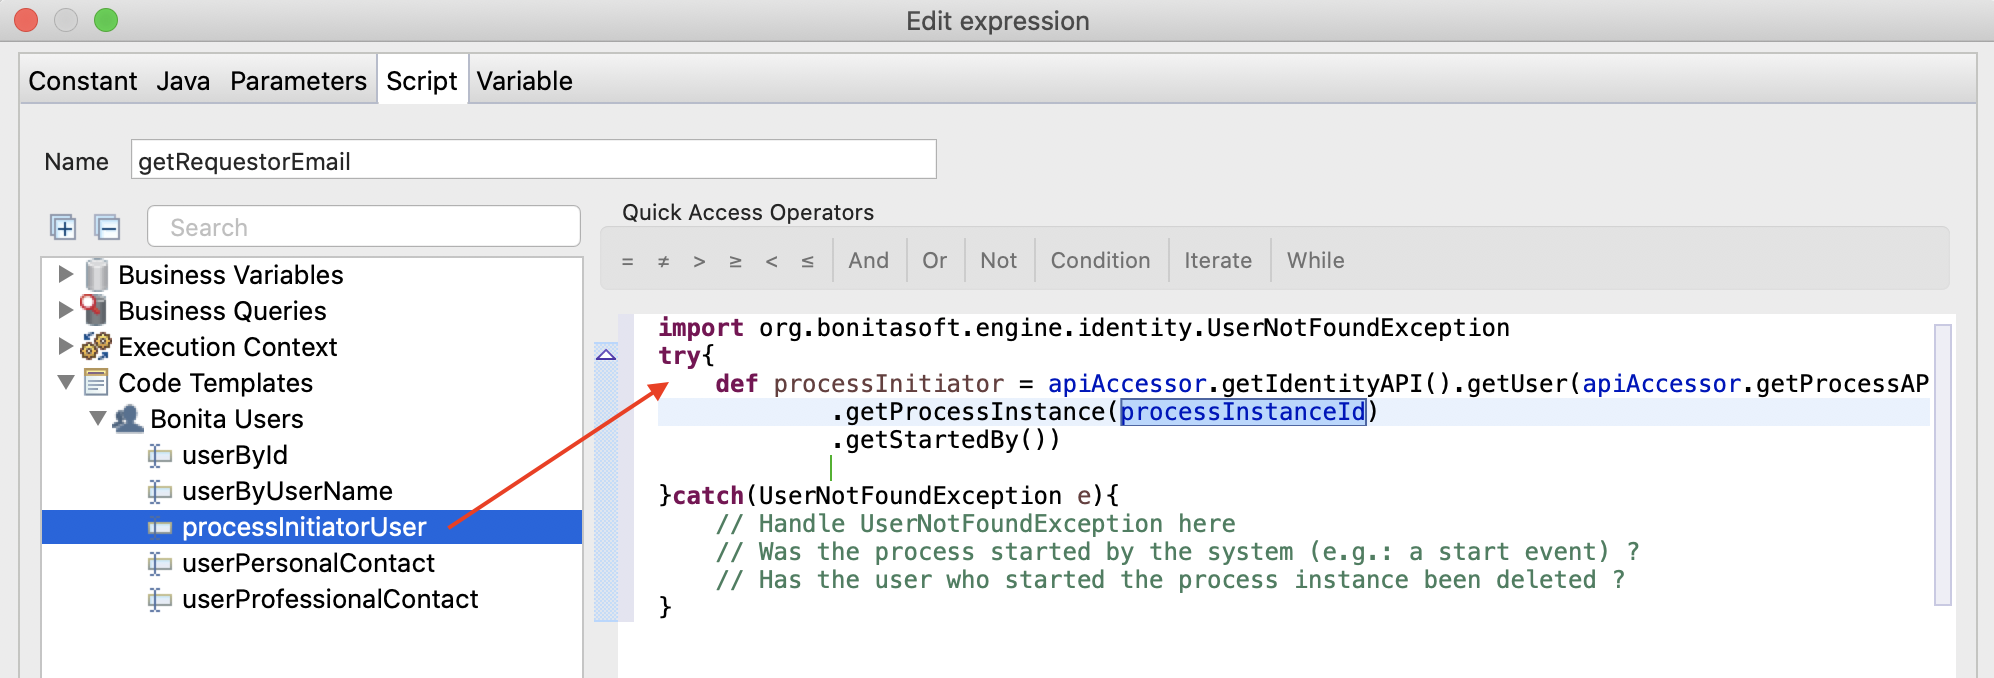 Edit expression
Constant Java Parameters Script Variable
Name getRequestorEmail
Search
Business Variables
Business Queries
Execution Context
Code Templates
Bonita Users
userById
userByUserName
processInitiatorUser
userPersonalContact
userProfessionalContact
Quick Access Operators
= ≠ > ≥ < ≤ And Or Not Condition Iterate While
import org.bonitasoft.engine.identity.UserNotFoundException
try{
def processInitiator = apiAccessor.getIdentityAPI().getUser(apiAccessor.getProcessAP
.getProcessInstance(processInstanceId)
.getStartedBy())
}catch(UserNotFoundException e){
// Handle UserNotFoundException here
// Was the process started by the system (e.g.: a start event) ?
// Has the user who started the process instance been deleted ?
}